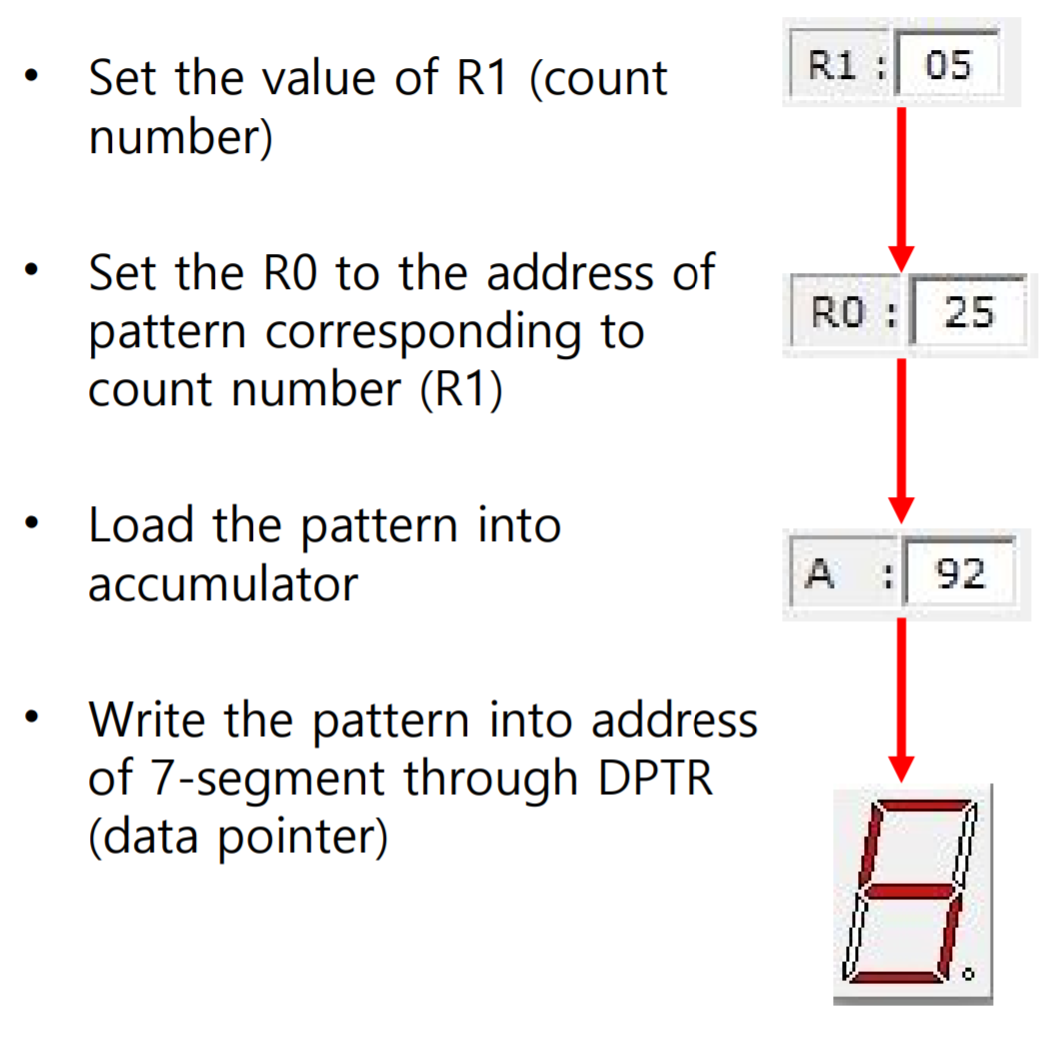 • Set the value of R1 (count
number)
R1 : 05
• Set the R0 to the address of
pattern corresponding to
count number (R1)
R0 : 25
• Load the pattern into
accumulator
A : 92
• Write the pattern into address
of 7-segment through DPTR
(data pointer)
5